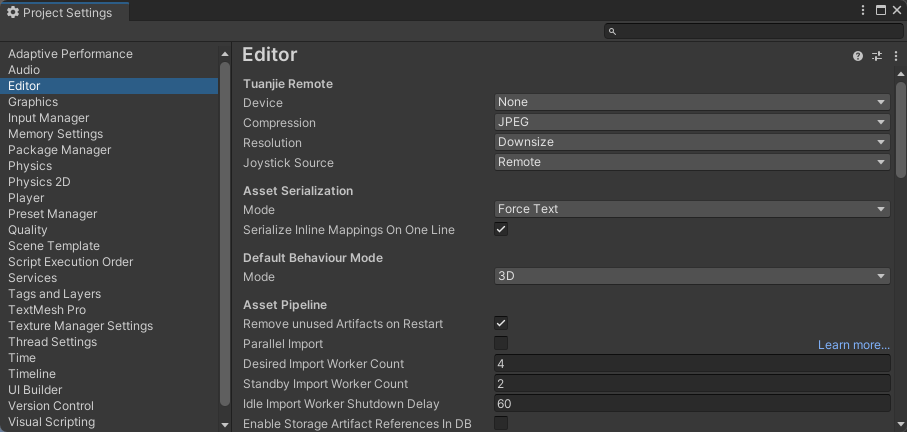 Project Settings
Adaptive Performance
Audio
Editor
Graphics
Input Manager
Memory Settings
Package Manager
Physics
Physics 2D
Player
Preset Manager
Quality
Scene Template
Script Execution Order
Services
Tags and Layers
TextMesh Pro
Texture Manager Settings
Thread Settings
Time
Timeline
UI Builder
Version Control
Visual Scripting
Editor
Tuanjie Remote
Device None
Compression JPEG
Resolution Downsize
Joystick Source Remote
Asset Serialization
Mode Force Text
Serialize Inline Mappings On One Line
Default Behaviour Mode
Mode 3D
Asset Pipeline
Remove unused Artifacts on Restart
Parallel Import Learn more...
Desired Import Worker Count 4
Standby Import Worker Count 2
Idle Import Worker Shutdown Delay 60
Enable Storage Artifact References In DB